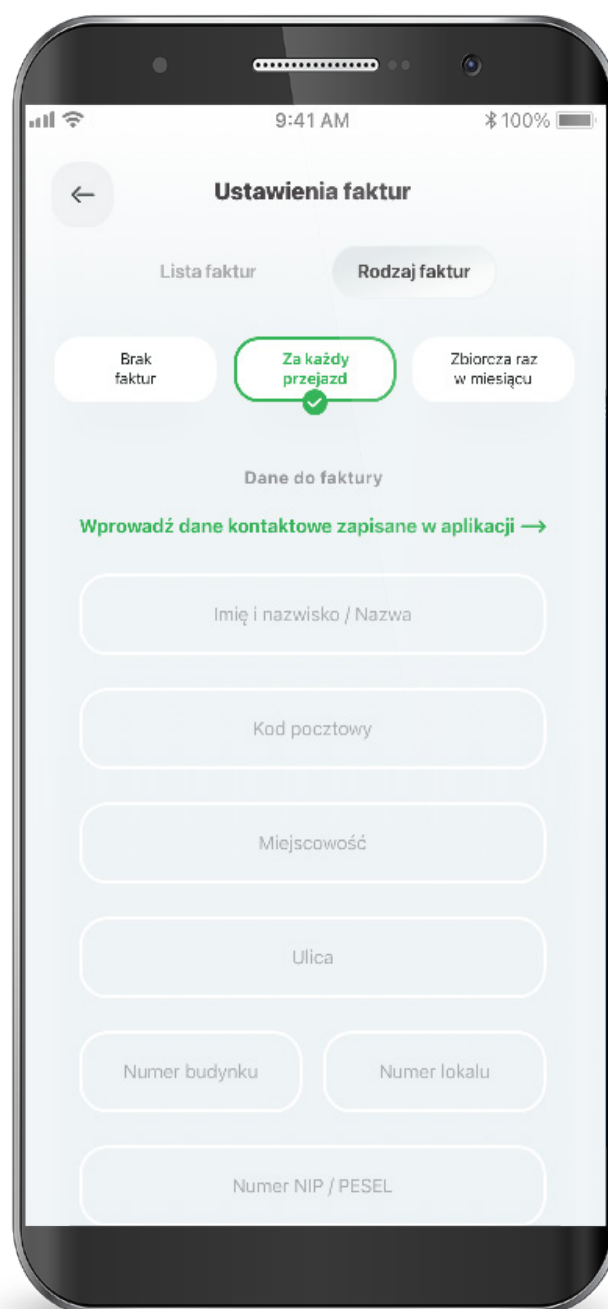 9:41 AM
100%
Ustawienia faktur
Lista faktur
Rodzaj faktur
Brak
faktur
Za każdy
przejazd
Zbiorcza raz
w miesiącu
Dane do faktury
Wprowadź dane kontaktowe zapisane w aplikacji →
Imię i nazwisko / Nazwa
Kod pocztowy
Miejscowość
Ulica
Numer budynku
Numer lokalu
Numer NIP / PESEL